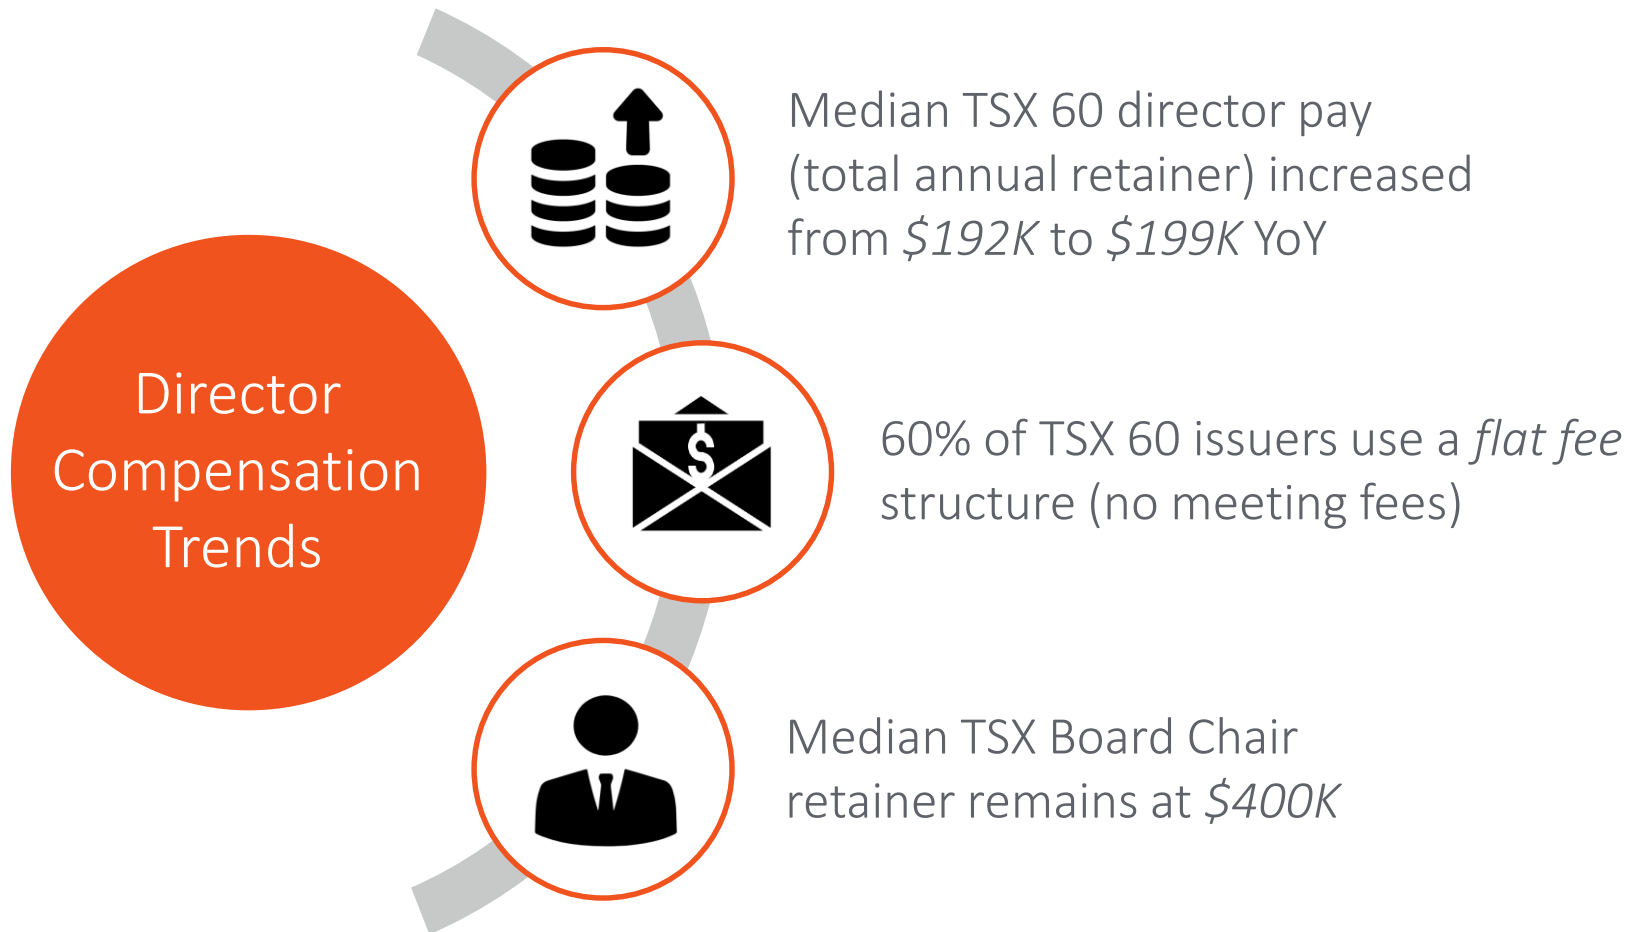 Director
Compensation
Trends
Median TSX 60 director pay
(total annual retainer) increased
from $192K to $199K YoY
$
60% of TSX 60 issuers use a flat fee
structure (no meeting fees)
Median TSX Board Chair
retainer remains at $400K